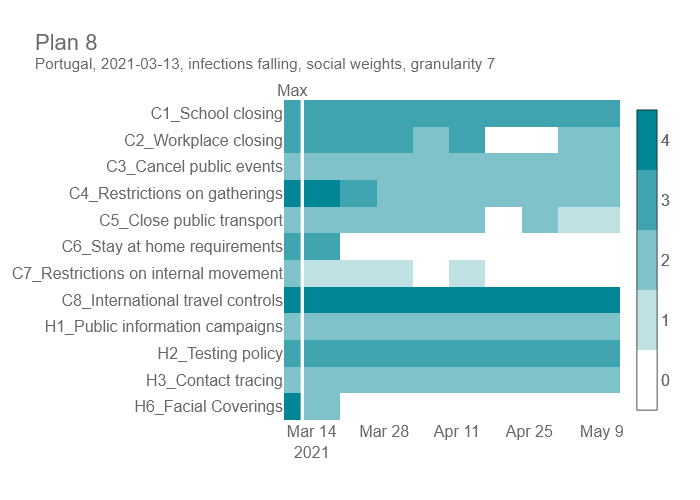 Plan 8
Portugal, 2021-03-13, infections falling, social weights, granularity 7
Max
C1_School closing
C2_Workplace closing
C3_Cancel public events
C4_Restrictions on gatherings
C5_Close public transport
C6_Stay at home requirements
C7_Restrictions on internal movement
C8_International travel controls
H1_Public information campaigns
H2_Testing policy
H3_Contact tracing
H6_Facial Coverings
Mar 14 Mar 28 Apr 11 Apr 25 May 9
2021
4
3
2
1
0